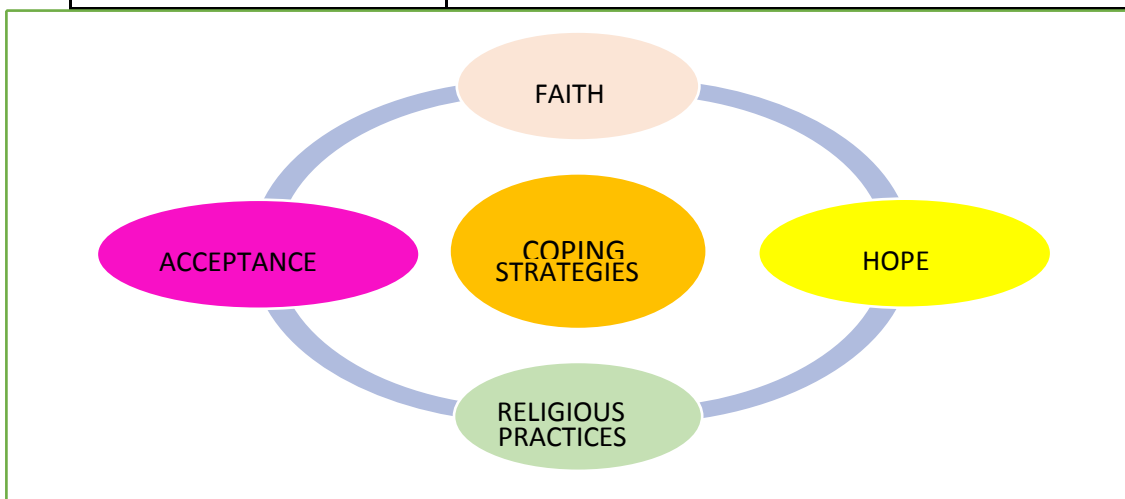 FAITH
ACCEPTANCE
COPING
STRATEGIES
HOPE
RELIGIOUS
PRACTICES